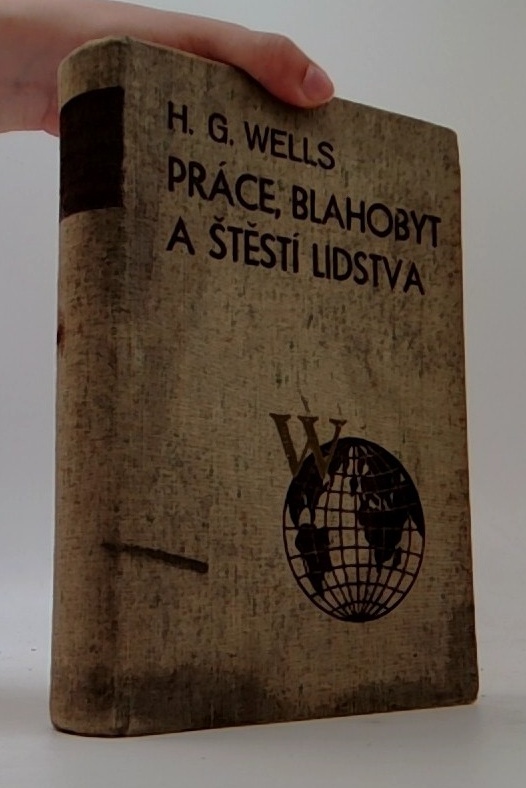 H. G. WELLS
PRÁCE, BLAHOBYT
A ŠTĚSTÍ LIDSTVA
W